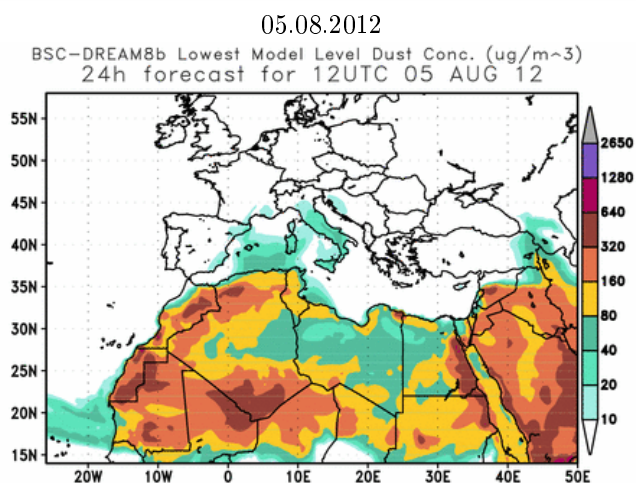 05.08.2012
BSC-DREAM8b Lowest Model Level Dust Conc. (ug/m^3)
24h forecast for 12UTC 05 AUG 12
55N
50N
45N
40N
35N
30N
25N
20N
15N
20W 10W 0 10E 20E 30E 40E 50E
2650
1280
640
320
160
80
40
20
10